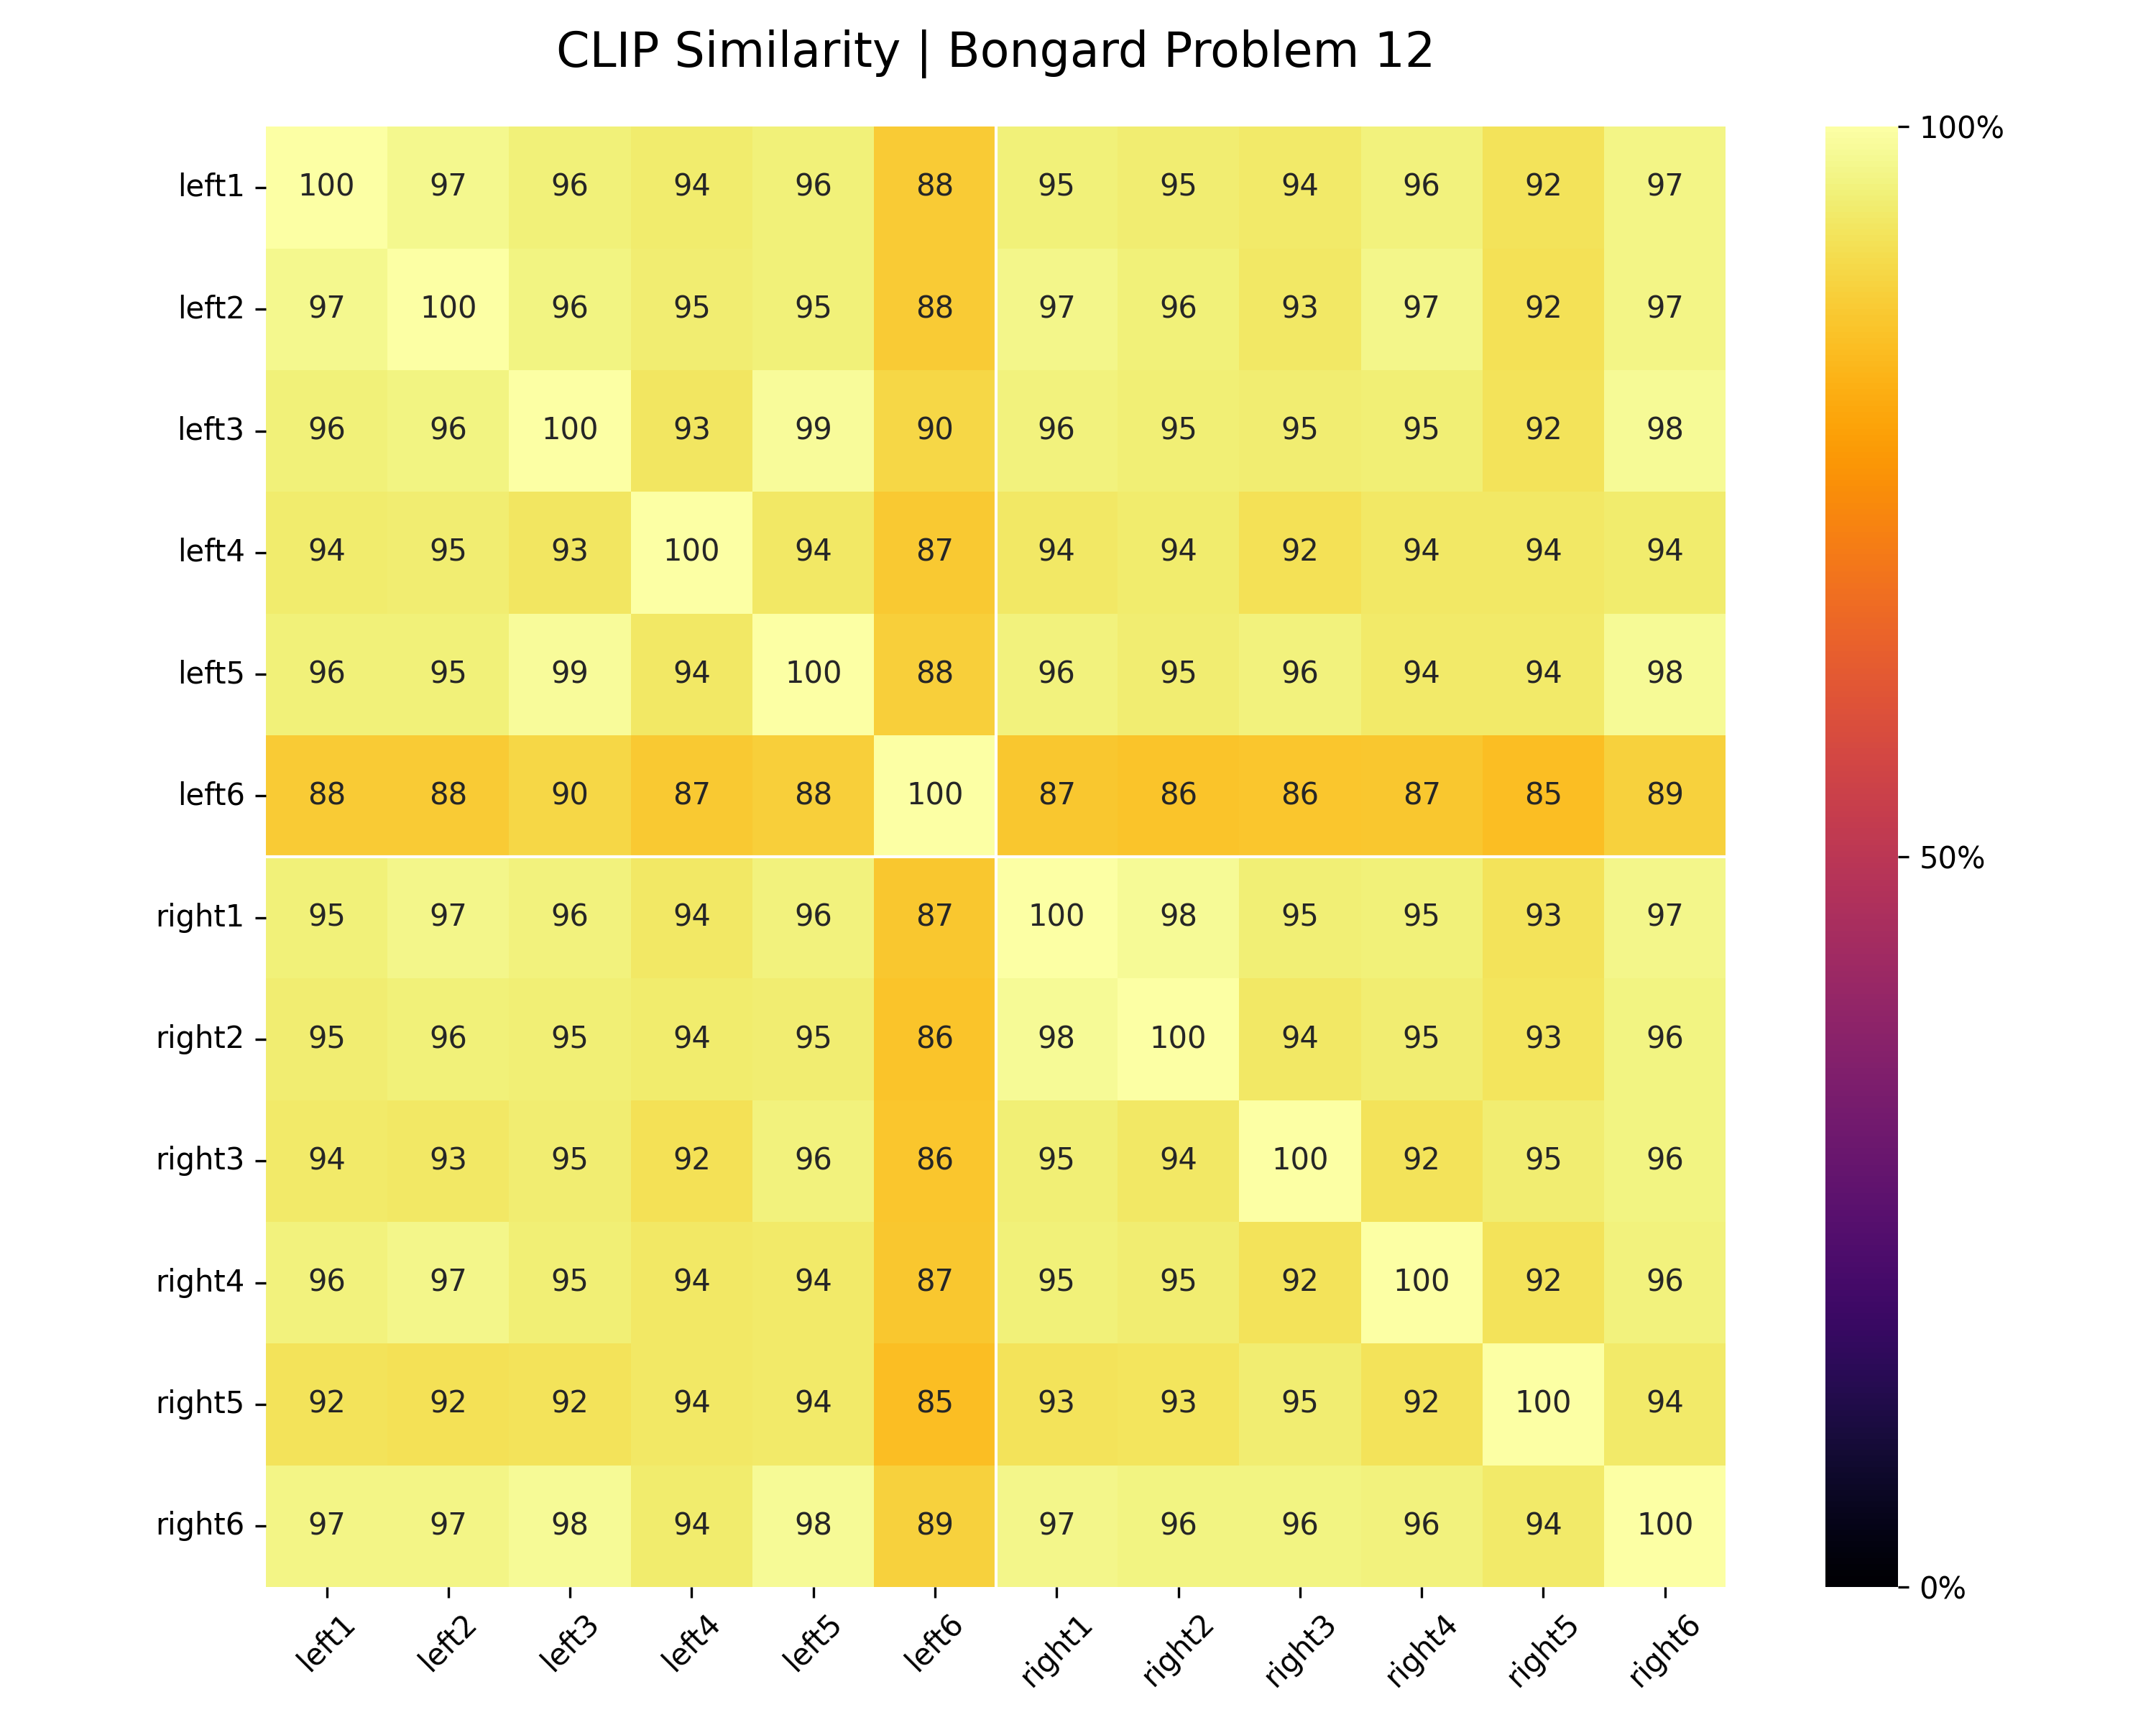 CLIP Similarity | Bongard Problem 12
left1 100 97 96 94 96 88 95 95 94 96 92 97
left2 97 100 96 95 95 88 97 96 93 97 92 97
left3 96 96 100 93 99 90 96 95 95 95 92 98
left4 94 95 93 100 94 87 94 94 92 94 94 94
left5 96 95 99 94 100 88 96 95 96 94 94 98
left6 88 88 90 87 88 100 87 86 86 87 85 89
right1 95 97 96 94 96 87 100 98 95 95 93 97
right2 95 96 95 94 95 86 98 100 94 95 93 96
right3 94 93 95 92 96 86 95 94 100 92 95 96
right4 96 97 95 94 94 87 95 95 92 100 92 96
right5 92 92 92 94 94 85 93 93 95 92 100 94
right6 97 97 98 94 98 89 97 96 96 96 94 100
left1 left2 left3 left4 left5 left6 right1 right2 right3 right4 right5 right6
100%
50%
0%